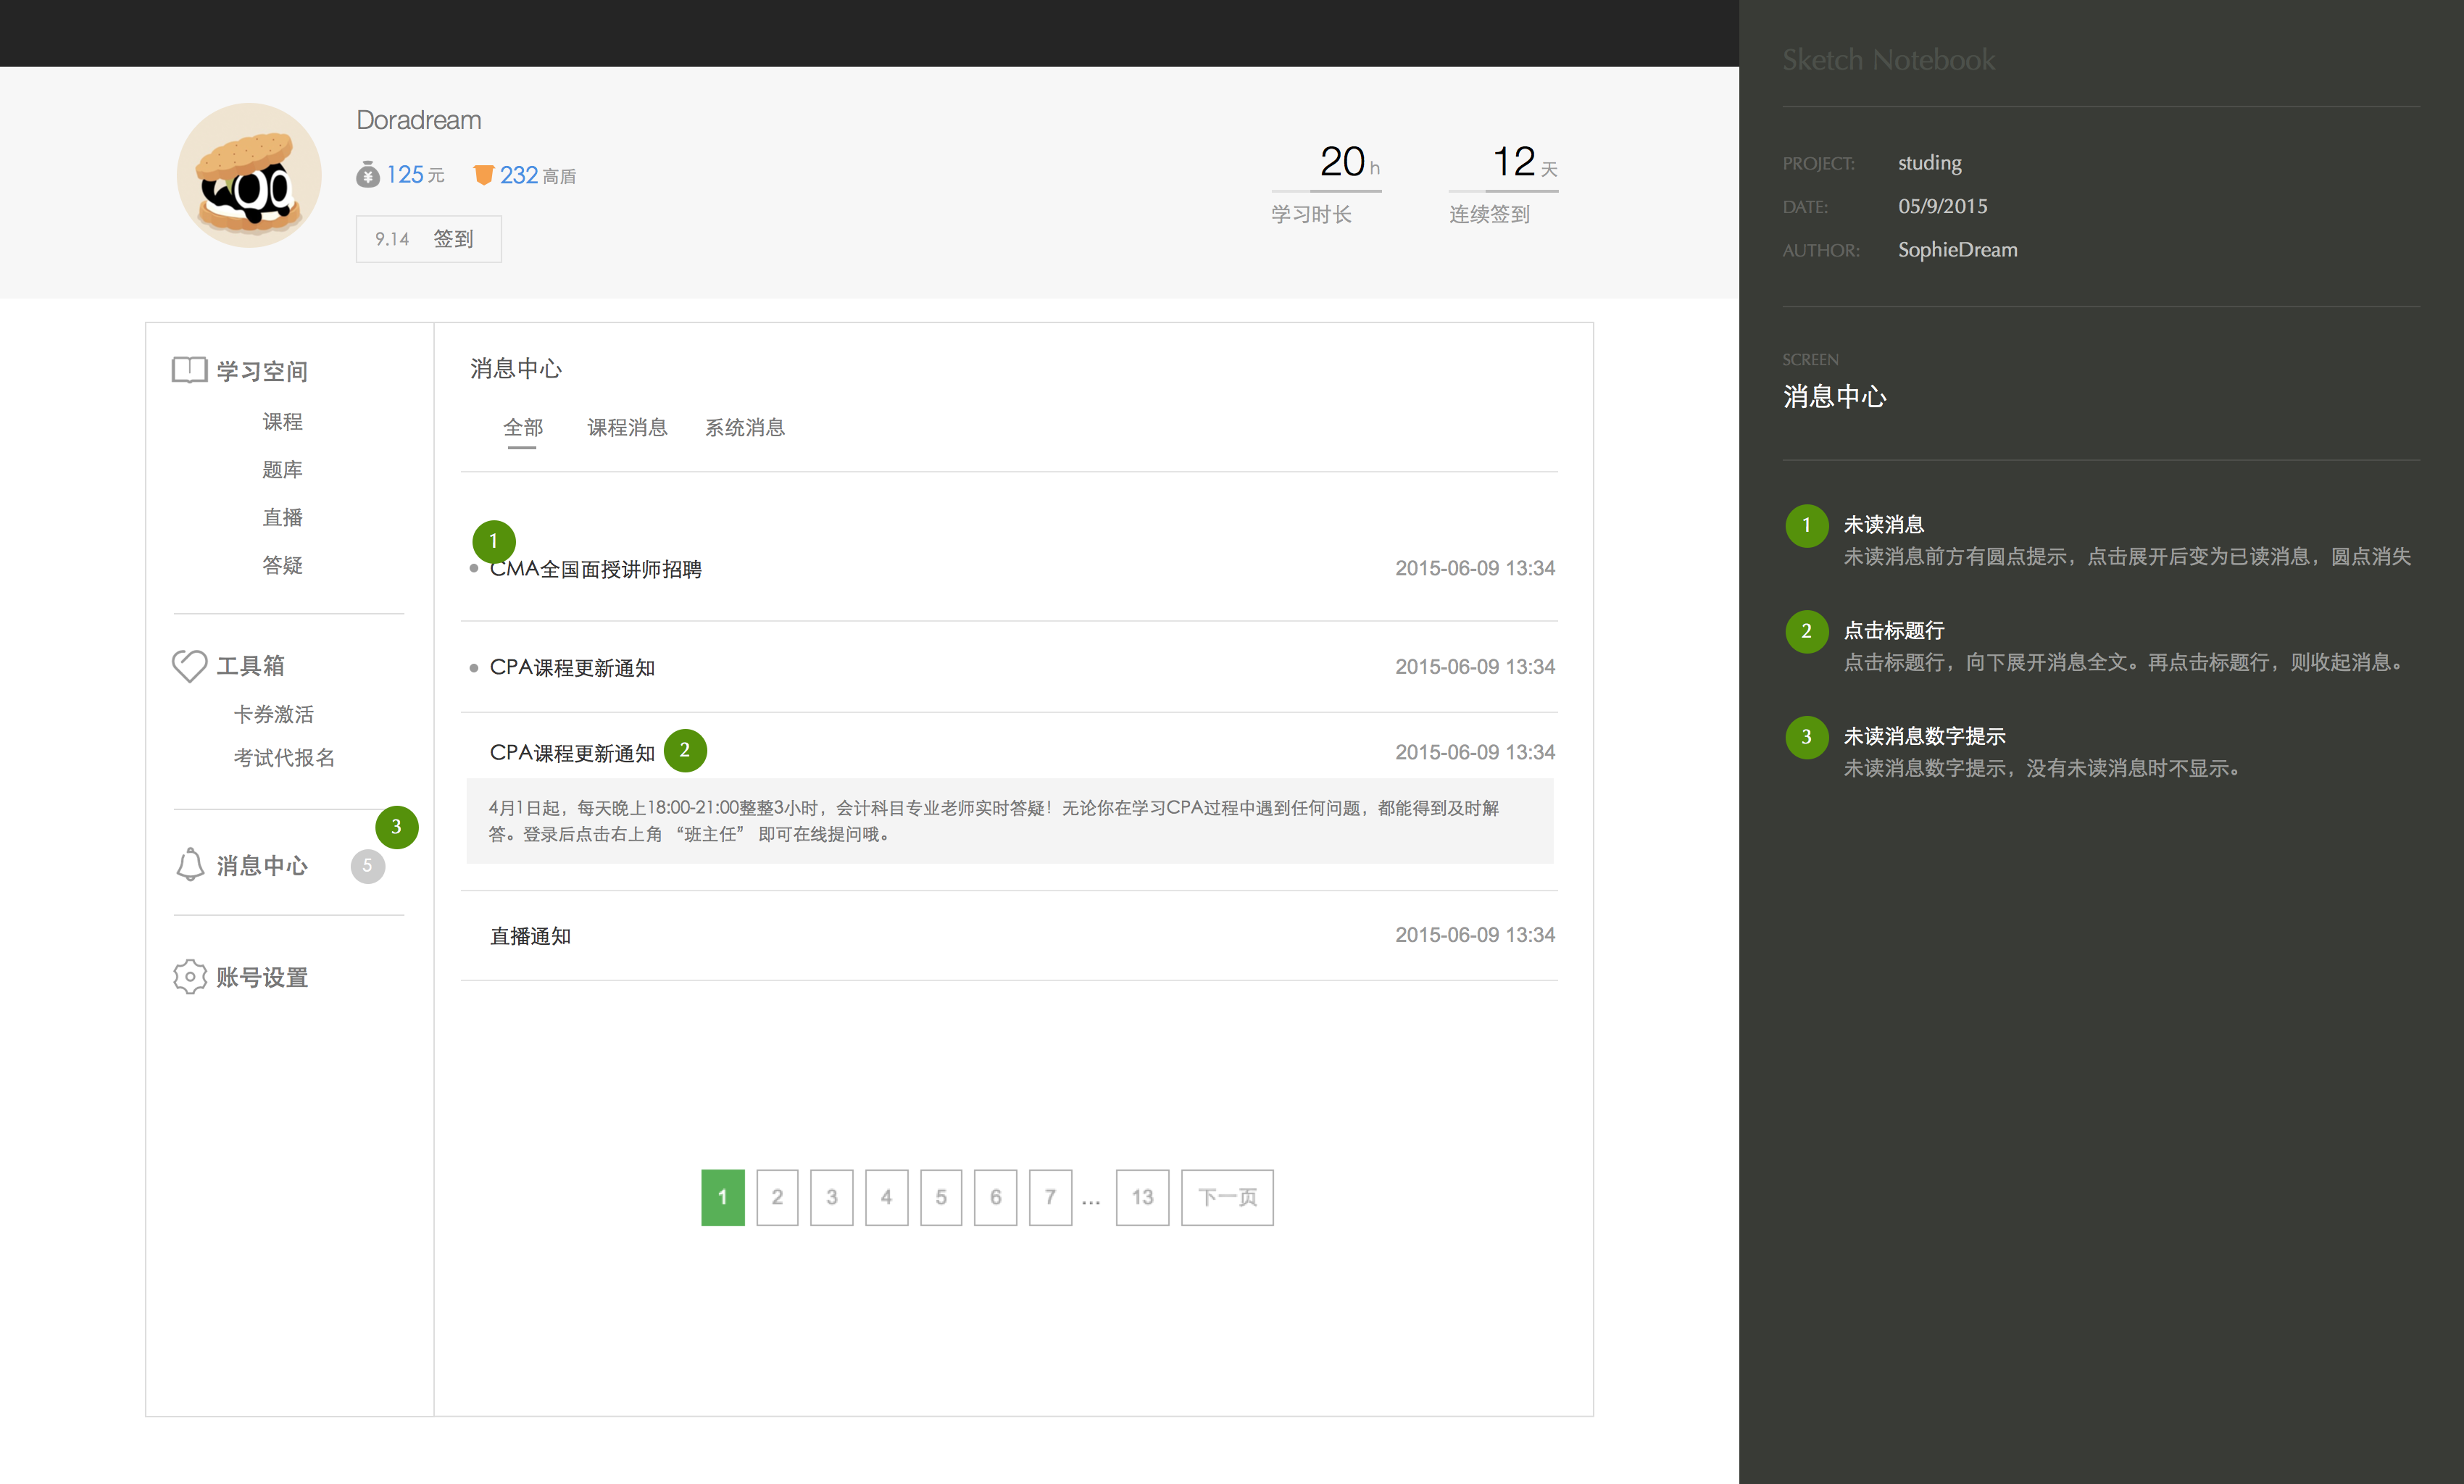 Doradream
¥ 125 元 232 高盾
9.14 签到
20 h
学习时长
12 天
连续签到
学习空间
课程
题库
直播
答疑
工具箱
卡券激活
考试代报名
3
消息中心 5
账号设置
消息中心
全部 课程消息 系统消息
1
CMA全国面授讲师招聘 2015-06-09 13:34
CPA课程更新通知 2015-06-09 13:34
CPA课程更新通知 2 2015-06-09 13:34
4月1日起，每天晚上18:00-21:00整整3小时，会计科目专业老师实时答疑！无论你在学习CPA过程中遇到任何问题，都能得到及时解
答。登录后点击右上角 “班主任” 即可在线提问哦。
直播通知 2015-06-09 13:34
1 2 3 4 5 6 7 ... 13 下一页
Sketch Notebook
PROJECT: studing
DATE: 05/9/2015
AUTHOR: SophieDream
SCREEN
消息中心
1 未读消息
未读消息前方有圆点提示，点击展开后变为已读消息，圆点消失
2 点击标题行
点击标题行，向下展开消息全文。再点击标题行，则收起消息。
3 未读消息数字提示
未读消息数字提示，没有未读消息时不显示。